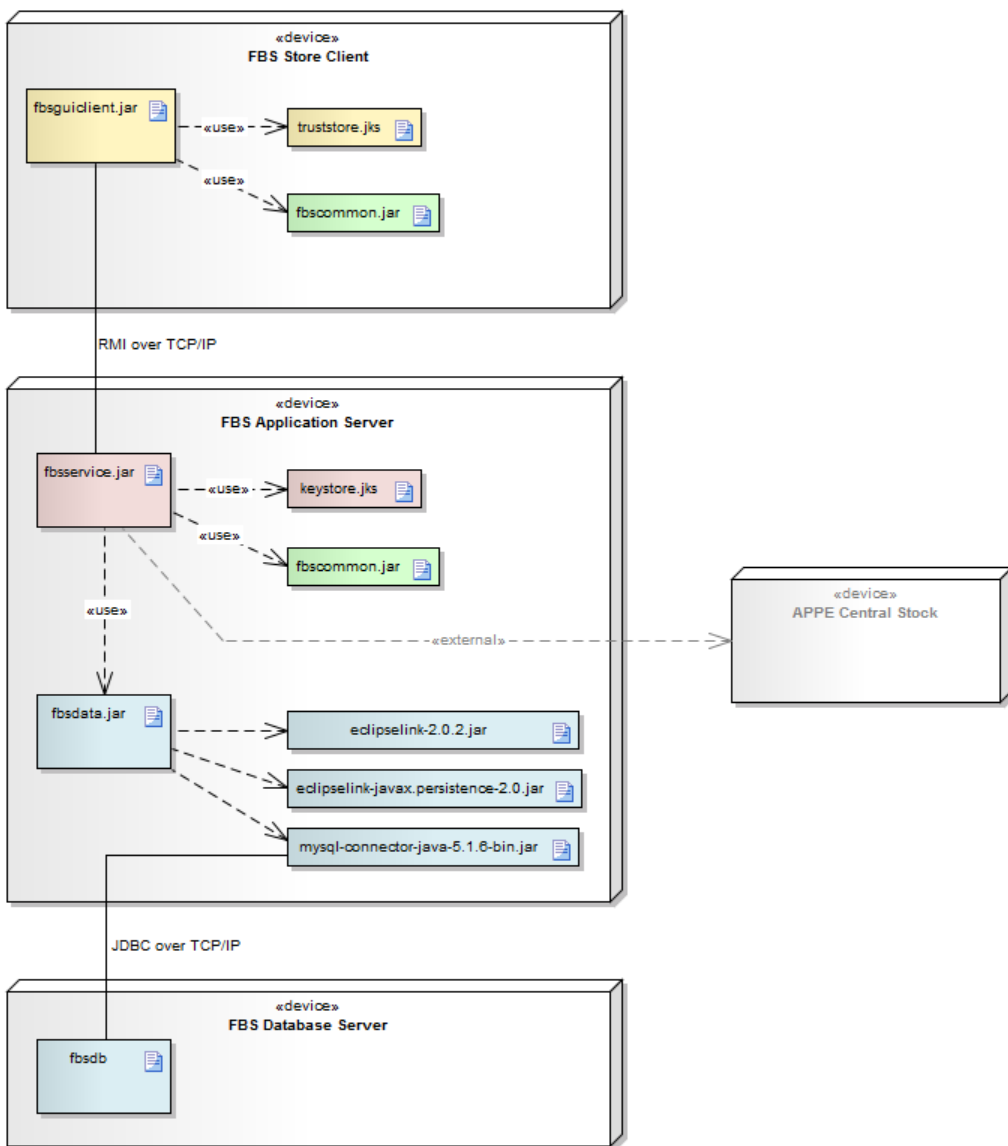 «device»
FBS Store Client
fbsguiclient.jar
«use»
truststore.jks
«use»
fbscommon.jar
RMI over TCP/IP
«device»
FBS Application Server
fbsservice.jar
«use»
keystore.jks
«use»
fbscommon.jar
«use»
«external»
«device»
APPE Central Stock
fbsdata.jar
eclipselink-2.0.2.jar
eclipselink-javax.persistence-2.0.jar
mysql-connector-java-5.1.6-bin.jar
JDBC over TCP/IP
«device»
FBS Database Server
fbsdb